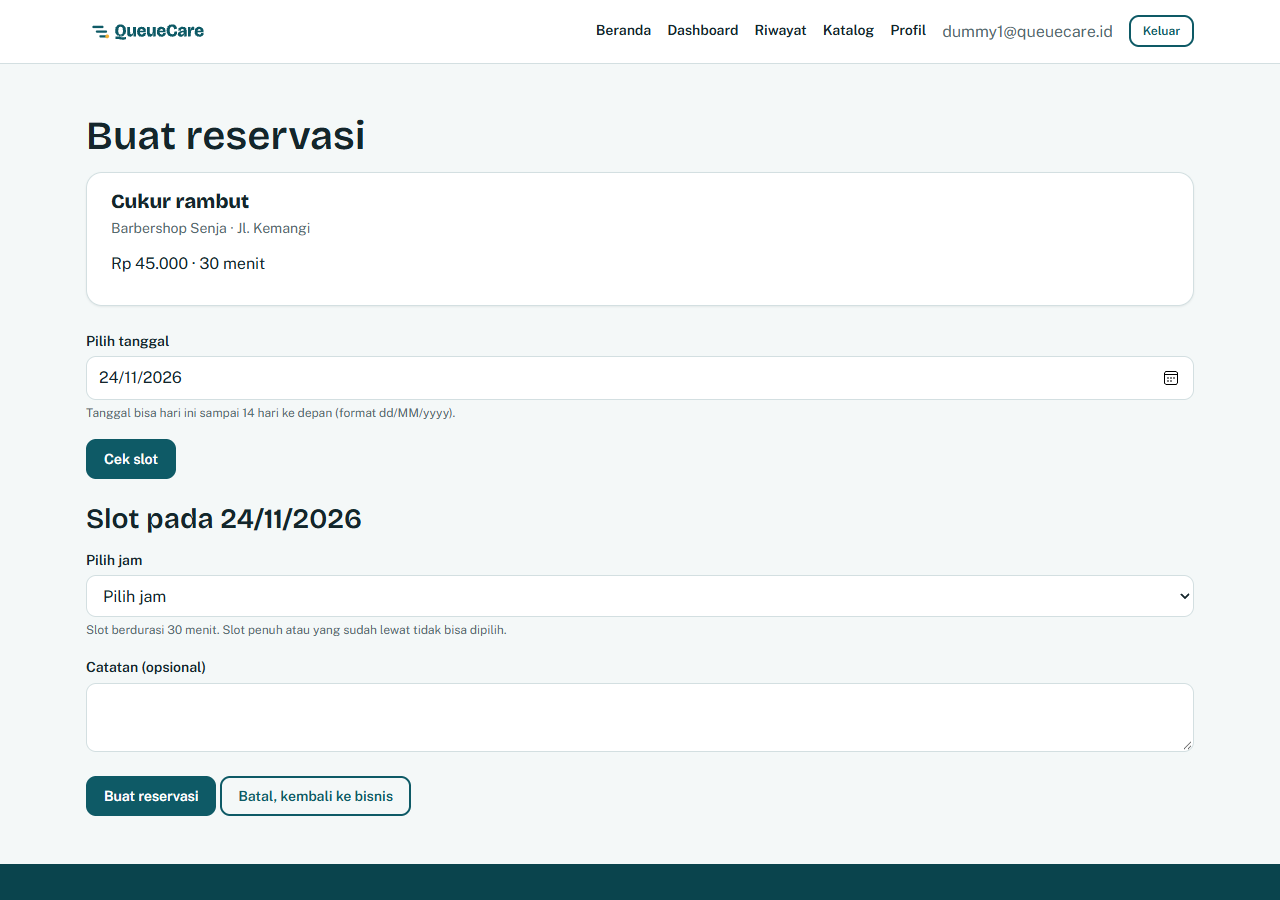 QueueCare
Beranda Dashboard Riwayat Katalog Profil dummy1@queuecare.id Keluar
Buat reservasi
Cukur rambut
Barbershop Senja · Jl. Kemangi
Rp 45.000 · 30 menit
Pilih tanggal
24/11/2026
Tanggal bisa hari ini sampai 14 hari ke depan (format dd/MM/yyyy).
Cek slot
Slot pada 24/11/2026
Pilih jam
Pilih jam
Slot berdurasi 30 menit. Slot penuh atau yang sudah lewat tidak bisa dipilih.
Catatan (opsional)
Buat reservasi Batal, kembali ke bisnis